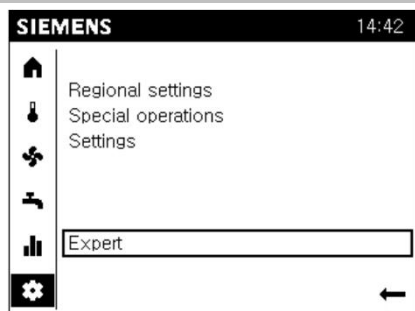 SIEMENS 14:42
Regional settings
Special operations
Settings
Expert